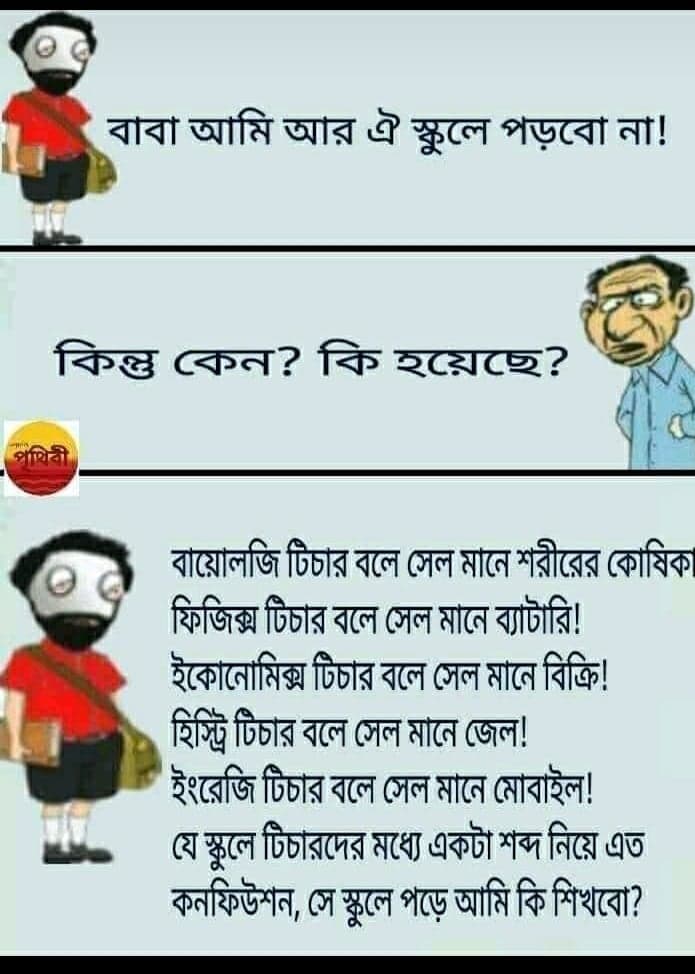 বাবা আমি আর ঐ স্কুলে পড়বো না!
কিন্তু কেন? কি হয়েছে?
পৃথিবী
বায়োলজি টিচার বলে সেল মানে শরীরের কোষিকা
ফিজিক্স টিচার বলে সেল মানে ব্যাটারি!
ইকোনোমিক্স টিচার বলে সেল মানে বিক্রি!
হিস্ট্রি টিচার বলে সেল মানে জেল!
ইংরেজি টিচার বলে সেল মানে মোবাইল!
যে স্কুলে টিচারদের মধ্যে একটা শব্দ নিয়ে এত
কনফিউশন, সে স্কুলে পড়ে আমি কি শিখবো?